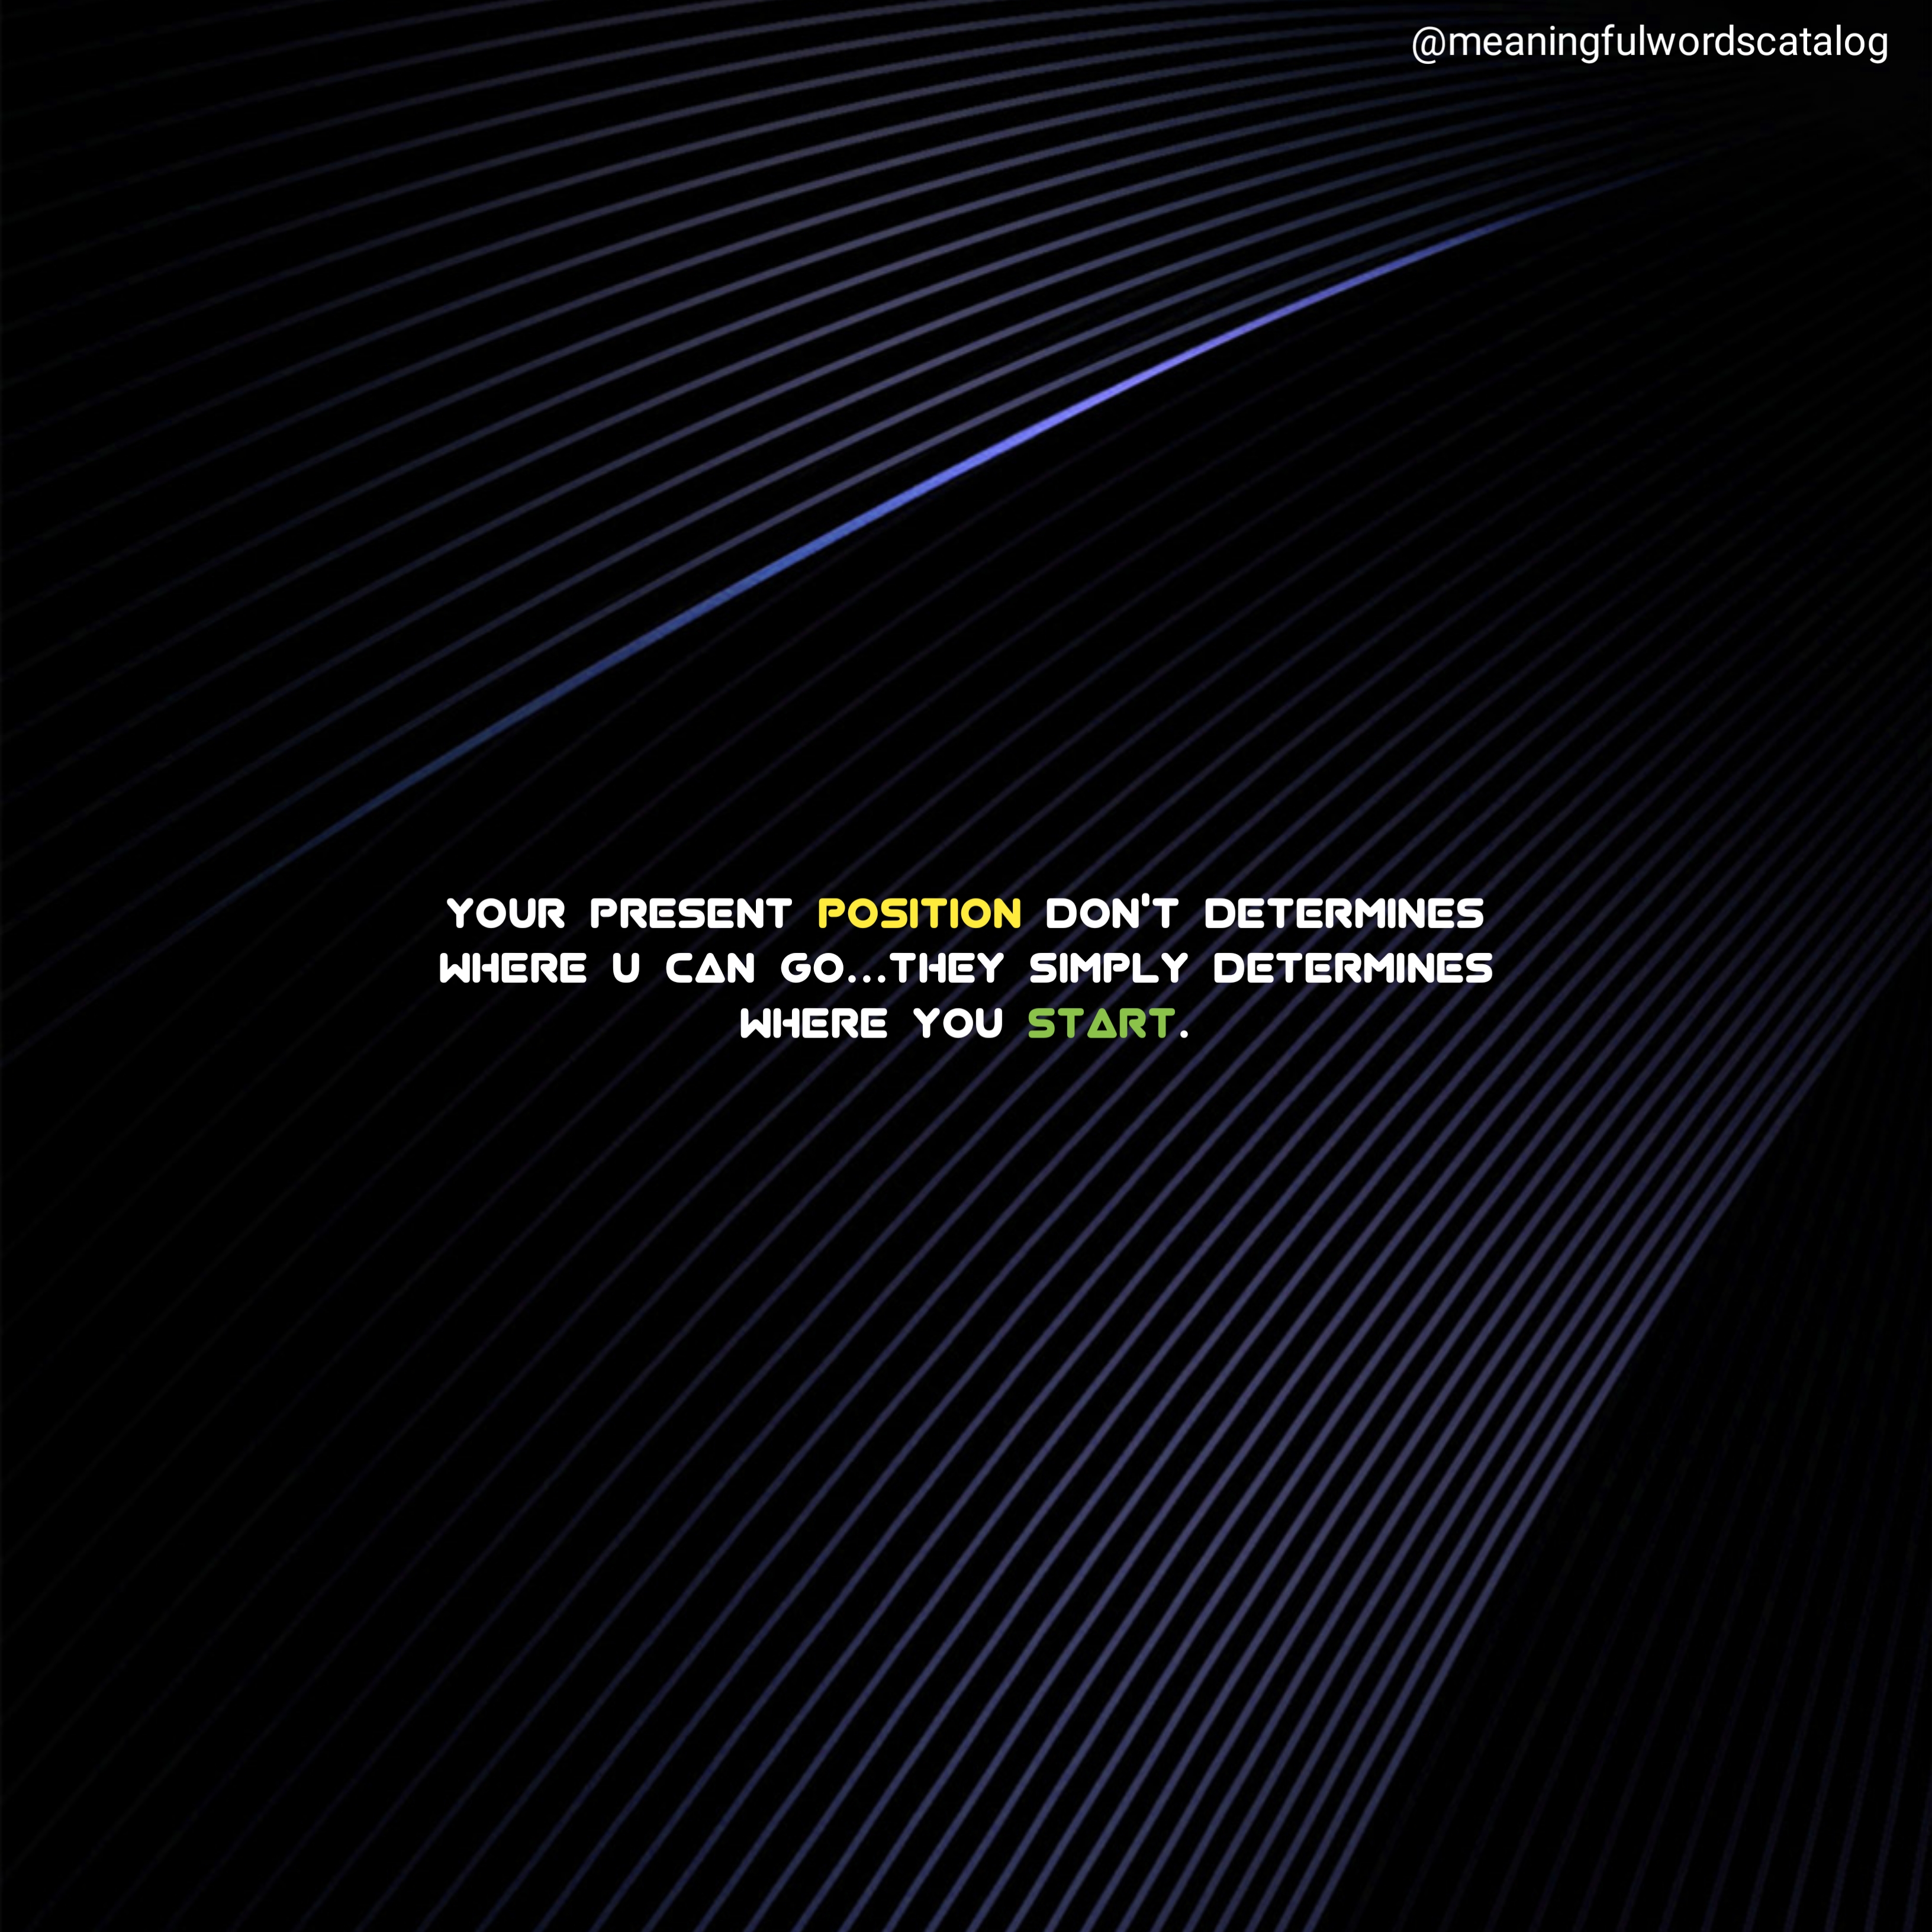 @meaningfulwordscatalog
YOUR PRESENT POSITION DON'T DETERMINES
WHERE U CAN GO...THEY SIMPLY DETERMINES
WHERE YOU START.